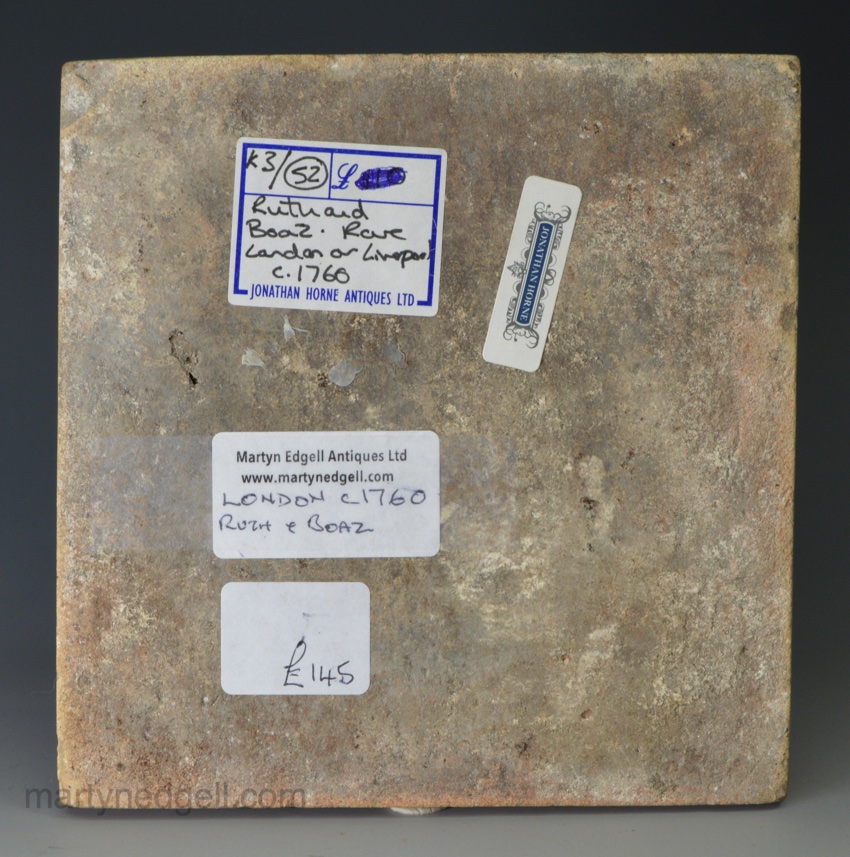 K3/ 52 £
Ruth and
Boaz. Rare
London or Liverpool
c.1760
JONATHAN HORNE ANTIQUES LTD
JONATHAN HORNE
Martyn Edgell Antiques Ltd
www.martynedgell.com
LONDON c1760
RUTH & BOAZ
£145
martynedgell.com